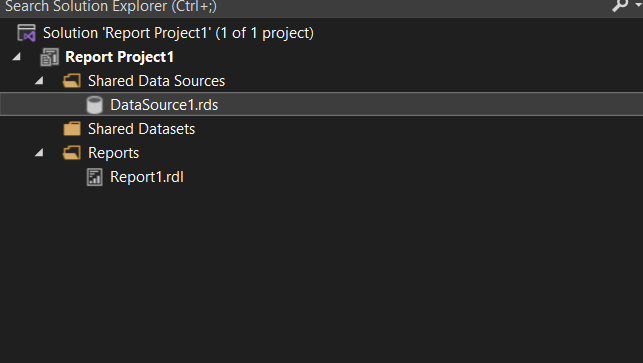 Search Solution Explorer (Ctrl+;)
Solution 'Report Project1' (1 of 1 project)
Report Project1
Shared Data Sources
DataSource1.rds
Shared Datasets
Reports
Report1.rdl